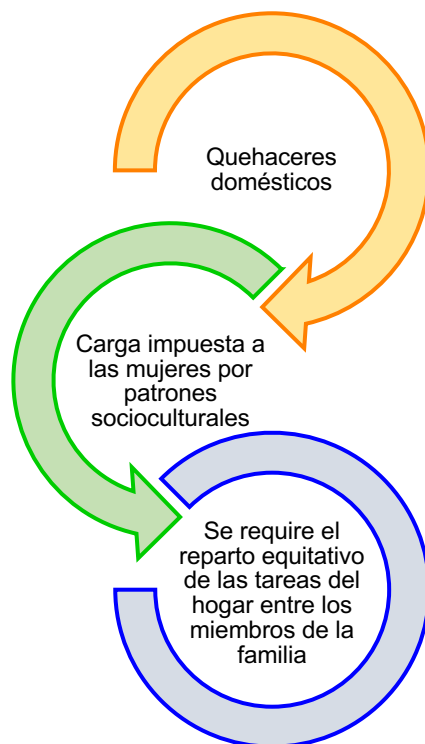 Quehaceres
domésticos
Carga impuesta a
las mujeres por
patrones
socioculturales
Se require el
reparto equitativo
de las tareas del
hogar entre los
miembros de la
familia